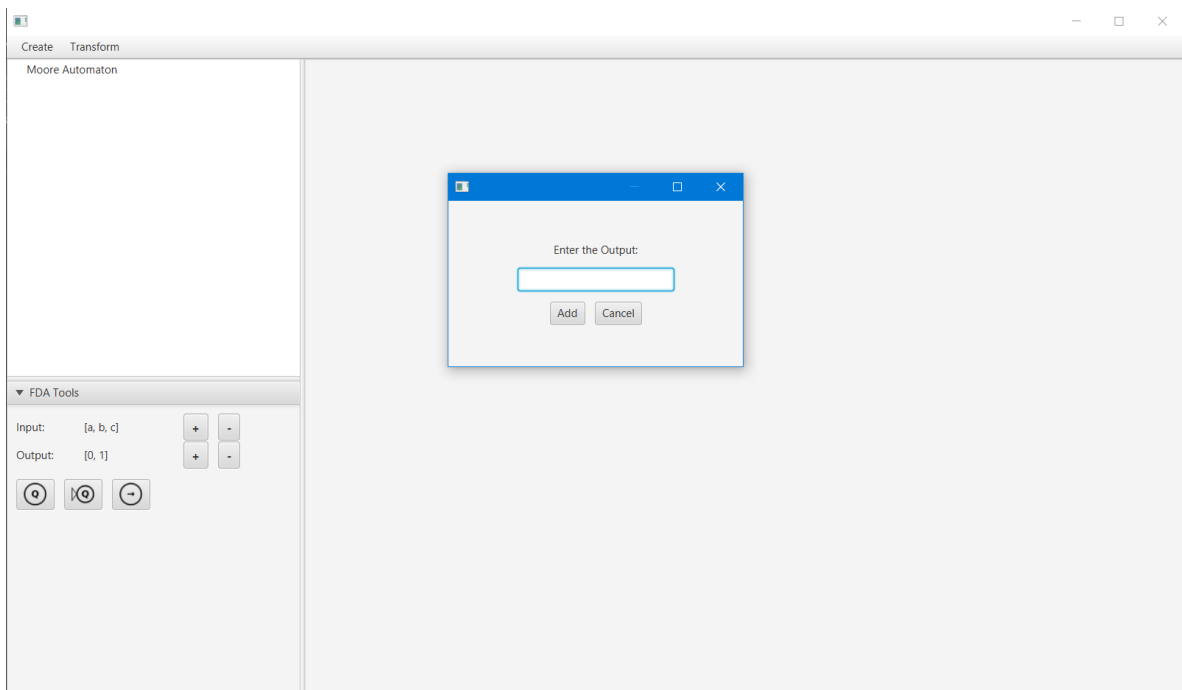 Create Transform
Moore Automaton
Enter the Output:
Add Cancel
FDA Tools
Input: [a, b, c] + -
Output: [0, 1] + -
Q Q →